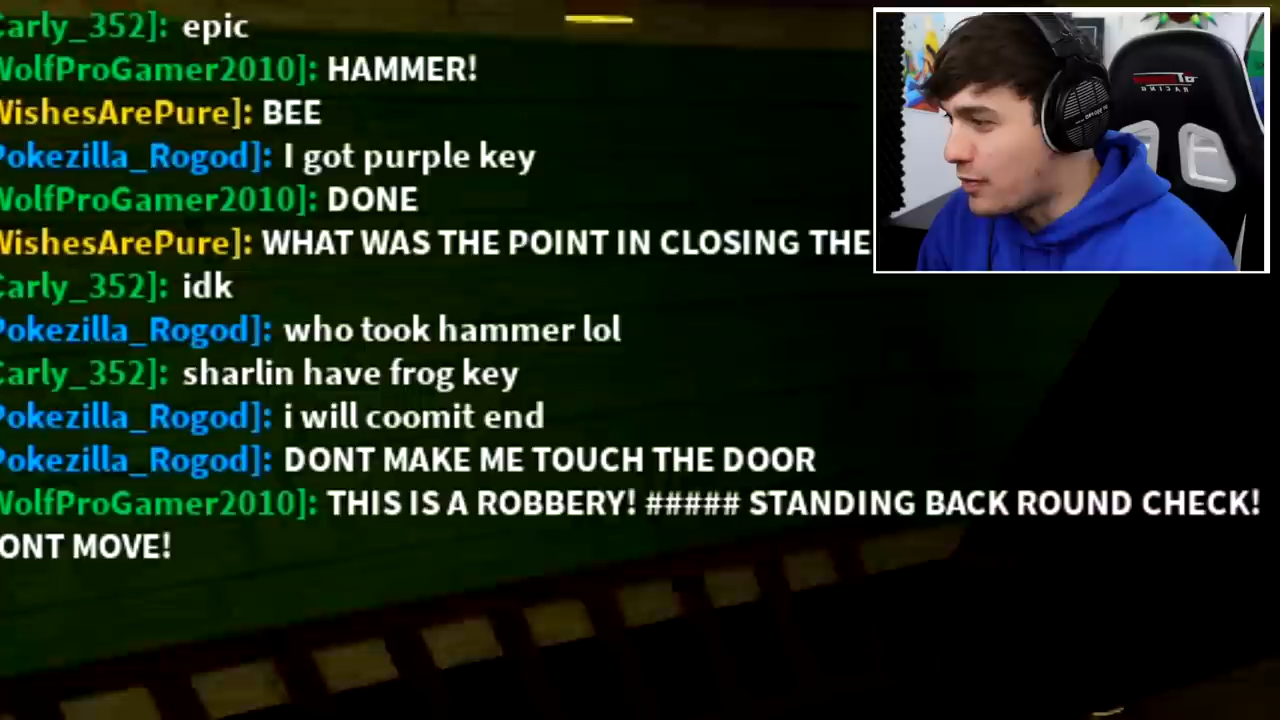 Carly_352]: epic
WolfProGamer2010]: HAMMER!
WishesArePure]: BEE
Pokezilla_Rogod]: I got purple key
WolfProGamer2010]: DONE
WishesArePure]: WHAT WAS THE POINT IN CLOSING THE
Carly_352]: idk
Pokezilla_Rogod]: who took hammer lol
Carly_352]: sharlin have frog key
Pokezilla_Rogod]: i will coomit end
Pokezilla_Rogod]: DONT MAKE ME TOUCH THE DOOR
WolfProGamer2010]: THIS IS A ROBBERY! ##### STANDING BACK ROUND CHECK!
ONT MOVE!
RACING